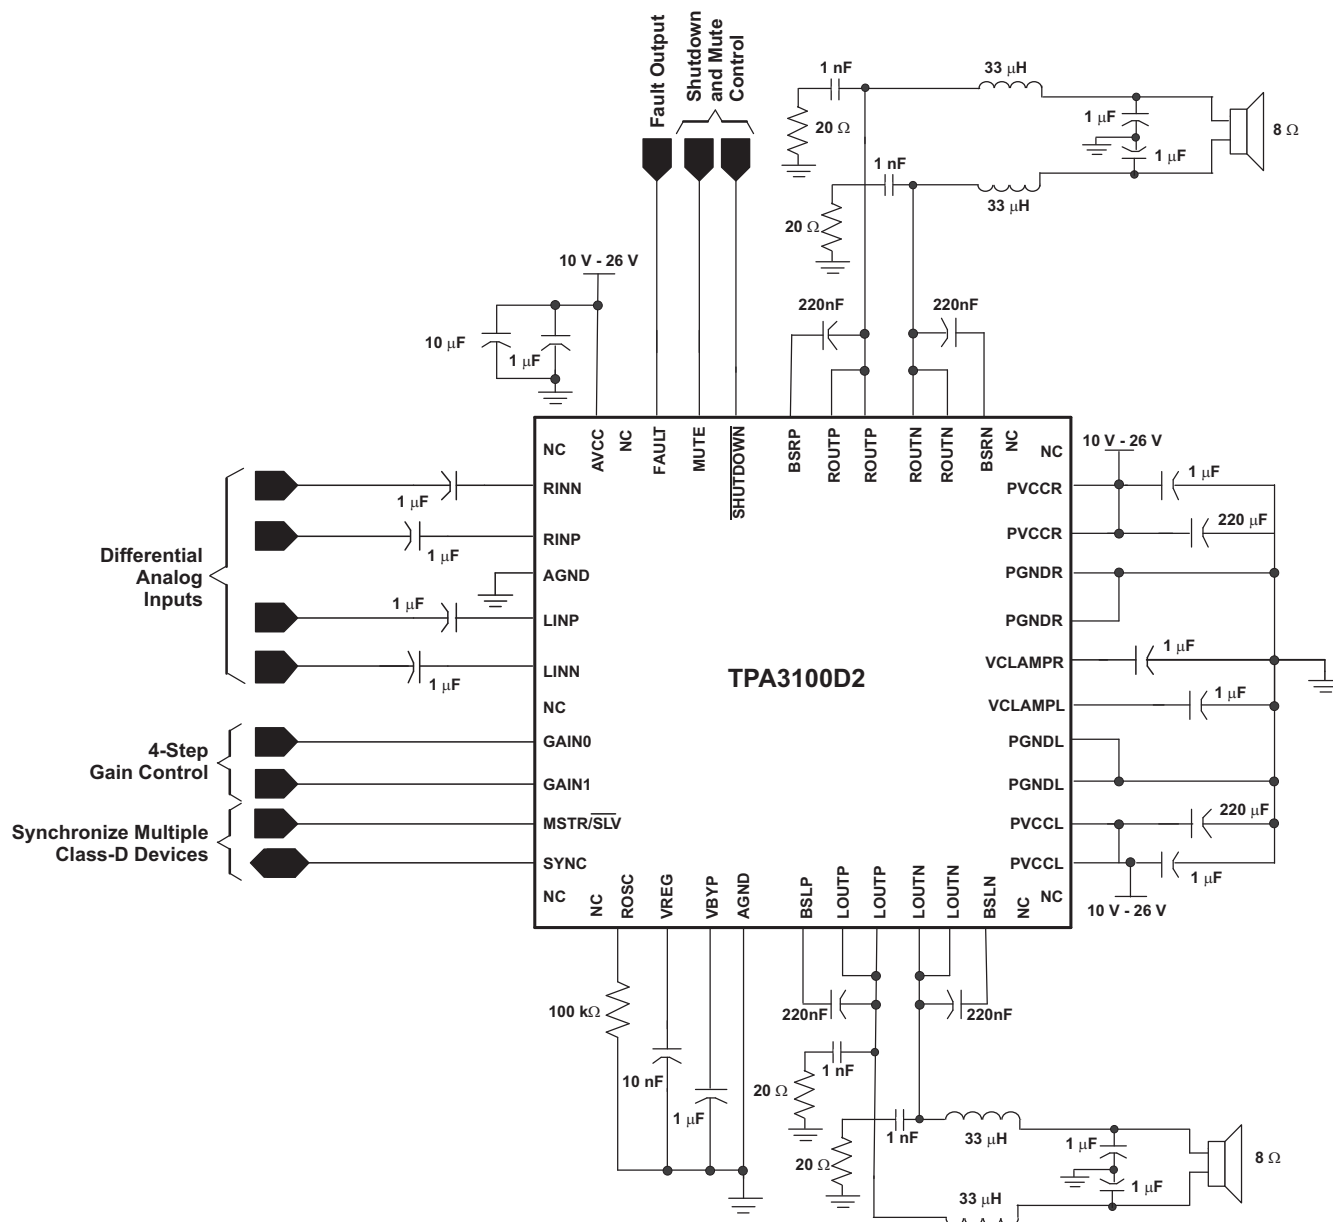 Fault Output
Shutdown
and Mute
Control
1 nF
33 μH
20 Ω
1 μF
8 Ω
1 nF
1 μF
20 Ω
33 μH
10 V - 26 V
10 μF
1 μF
220nF
220nF
NC
AVCC
NC
FAULT
MUTE
SHUTDOWN
BSRP
ROUTP
ROUTP
ROUTN
ROUTN
BSRN
NC
NC
10 V - 26 V
Differential
Analog
Inputs
1 μF
RINN
1 μF
RINP
AGND
1 μF
LINP
1 μF
LINN
NC
4-Step
Gain Control
GAIN0
GAIN1
Synchronize Multiple
Class-D Devices
MSTR/SLV
SYNC
NC
TPA3100D2
PVCCR
1 μF
PVCCR
220 μF
PGNDR
PGNDR
VCLAMPR
1 μF
VCLAMPL
1 μF
PGNDL
PGNDL
PVCCL
220 μF
PVCCL
1 μF
NC
10 V - 26 V
NC
ROSC
VREG
VBYP
AGND
BSLP
LOUTP
LOUTP
LOUTN
LOUTN
BSLN
NC
100 kΩ
10 nF
1 μF
220nF
220nF
1 nF
20 Ω
1 nF
33 μH
20 Ω
1 μF
8 Ω
1 μF
33 μH